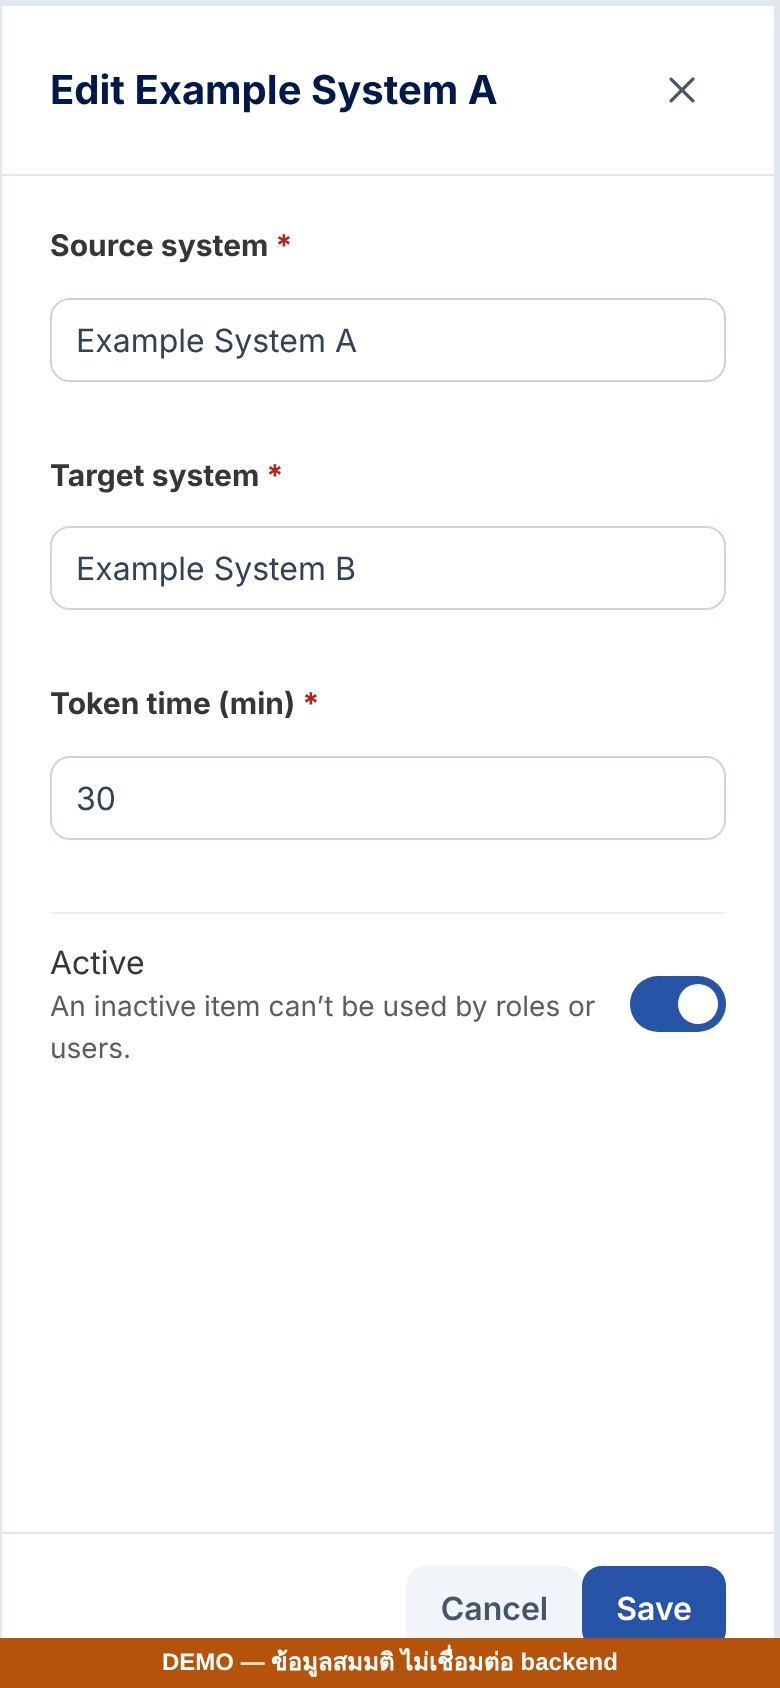 Edit Example System A
Source system *
Example System A
Target system *
Example System B
Token time (min) *
30
Active
An inactive item can’t be used by roles or
users.
Cancel Save
DEMO — ข้อมูลสมมติ ไม่เชื่อมต่อ backend